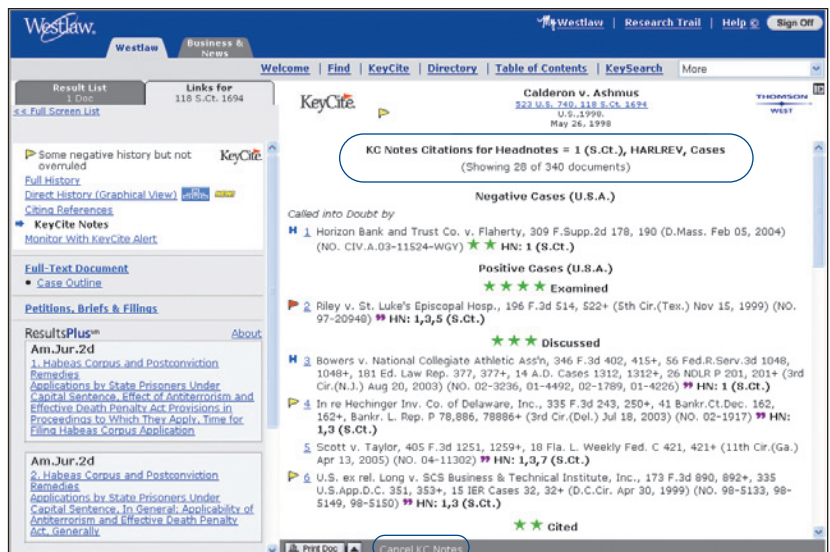 Westlaw.
Westlaw | Research Trail | Help | Sign Off
Westlaw
Business & News
Welcome | Find | KeyCite | Directory | Table of Contents | KeySearch
More
Result List
1 Doc
Links for
118 S.Ct. 1694
<< Full Screen List
Some negative history but not
overruled
KeyCite.
Full History
Direct History (Graphical View)
Citing References
KeyCite Notes
Monitor With KeyCite Alert
Full-Text Document
• Case Outline
Petitions, Briefs & Filings
ResultsPlus℠
About
Am.Jur.2d
1. Habeas Corpus and Postconviction
Remedies
Applications by State Prisoners Under
Capital Sentence, Effect of Antiterrorism and
Effective Death Penalty Act Provisions in
Proceedings to Which They Apply, Time for
Filing Habeas Corpus Application
Am.Jur.2d
2. Habeas Corpus and Postconviction
Remedies
Applications by State Prisoners Under
Capital Sentence, In General; Applicability of
Antiterrorism and Effective Death Penalty
Act, Generally
KeyCite.
Calderon v. Ashmus
523 U.S. 740, 118 S.Ct. 1694
U.S.,1998.
May 26, 1998
THOMSON
WEST
KC Notes Citations for Headnotes = 1 (S.Ct.), HARLREV, Cases
(Showing 28 of 340 documents)
Negative Cases (U.S.A.)
Called into Doubt by
H 1 Horizon Bank and Trust Co. v. Flaherty, 309 F.Supp.2d 178, 190 (D.Mass. Feb 05, 2004)
(NO. CIV.A.03-11524-WGY) ★ ★ HN: 1 (S.Ct.)
Positive Cases (U.S.A.)
★ ★ ★ ★ Examined
2 Riley v. St. Luke's Episcopal Hosp., 196 F.3d 514, 522+ (5th Cir.(Tex.) Nov 15, 1999) (NO.
97-20948) ” HN: 1,3,5 (S.Ct.)
★ ★ ★ Discussed
H 3 Bowers v. National Collegiate Athletic Ass'n, 346 F.3d 402, 415+, 56 Fed.R.Serv.3d 1048,
1048+, 181 Ed. Law Rep. 377, 377+, 14 A.D. Cases 1312, 1312+, 26 NDLR P 201, 201+ (3rd
Cir.(N.J.) Aug 20, 2003) (NO. 02-3236, 01-4492, 02-1789, 01-4226) ” HN: 1 (S.Ct.)
4 In re Hechinger Inv. Co. of Delaware, Inc., 335 F.3d 243, 250+, 41 Bankr.Ct.Dec. 162,
162+, Bankr. L. Rep. P 78,886, 78886+ (3rd Cir.(Del.) Jul 18, 2003) (NO. 02-1917) ” HN:
1,3 (S.Ct.)
5 Scott v. Taylor, 405 F.3d 1251, 1259+, 18 Fla. L. Weekly Fed. C 421, 421+ (11th Cir.(Ga.)
Apr 13, 2005) (NO. 04-11302) ” HN: 1,3,7 (S.Ct.)
6 U.S. ex rel. Long v. SCS Business & Technical Institute, Inc., 173 F.3d 890, 892+, 335
U.S.App.D.C. 351, 353+, 15 IER Cases 32, 32+ (D.C.Cir. Apr 30, 1999) (NO. 98-5133, 98-
5149, 98-5150) ” HN: 1,3 (S.Ct.)
★ ★ Cited
Print Doc
Cancel KC Notes